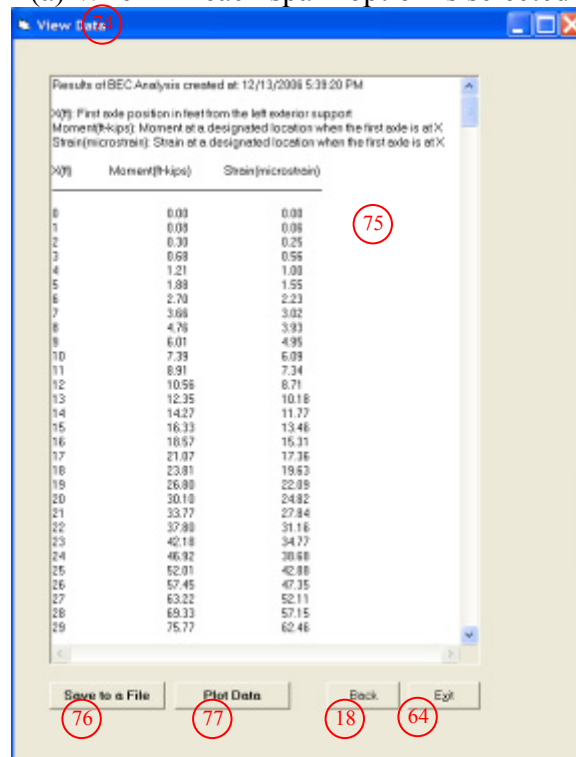 (a) when in each span option is selected
View Data
74
Results of BEC Analysis created at: 12/13/2006 5:39:20 PM
X(ft): First axle position in feet from the left exterior support
Moment(ft-kips): Moment at a designated location when the first axle is at X
Strain(microstrain): Strain at a designated location when the first axle is at X
X(ft) Moment(ft-kips) Strain(microstrain)
0 0.00 0.00
75
1 0.08 0.06
2 0.30 0.25
3 0.68 0.56
4 1.21 1.00
5 1.88 1.55
6 2.70 2.23
7 3.66 3.02
8 4.76 3.93
9 6.01 4.95
10 7.39 6.09
11 8.91 7.34
12 10.56 8.71
13 12.35 10.18
14 14.27 11.77
15 16.33 13.46
16 18.57 15.31
17 21.07 17.36
18 23.81 19.63
19 26.80 22.09
20 30.10 24.82
21 33.77 27.84
22 37.80 31.16
23 42.18 34.77
24 46.92 38.68
25 52.01 42.88
26 57.45 47.35
27 63.22 52.11
28 69.33 57.15
29 75.77 62.46
Save to a File Plot Data Back Exit
76 77 18 64